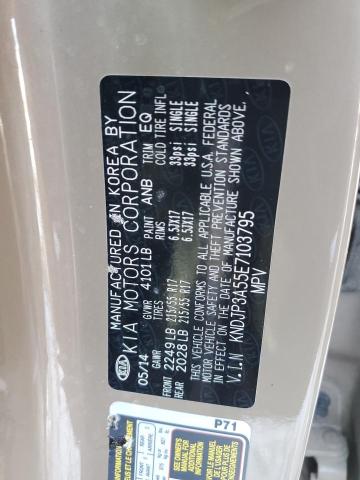 MANUFACTURED IN KOREA BY
KIA MOTORS CORPORATION
KIA 05/14 GVWR 4101LB PAINT ANB TRIM EQ
GAWR TIRES RIMS COLD TIRE INFL
FRONT 2249LB 215/55 R17 6.5JX17 33psi SINGLE
REAR 2028LB 215/55 R17 6.5JX17 33psi SINGLE
THIS VEHICLE CONFORMS TO ALL APPLICABLE U.S.A. FEDERAL
MOTOR VEHICLE SAFETY AND THEFT PREVENTION STANDARDS
IN EFFECT ON THE DATE OF MANUFACTURE SHOWN ABOVE.
V.I.N KNDJP3A55E7103795
MPV
P71